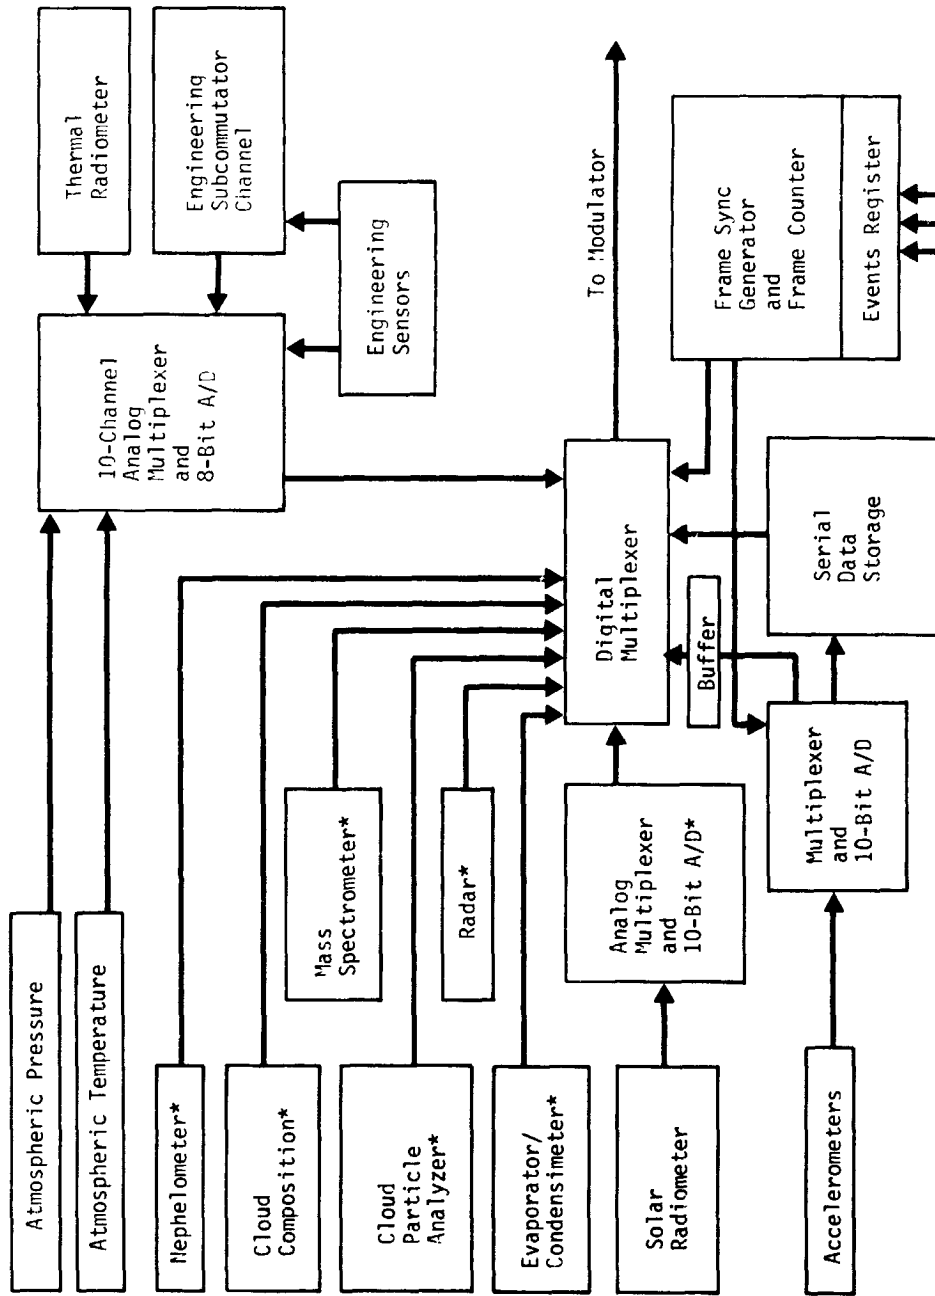 Atmospheric Pressure
Atmospheric Temperature
Nephelometer*
Cloud
Composition*
Cloud
Particle
Analyzer*
Evaporator/
Condensimeter*
Solar
Radiometer
Accelerometers
Mass
Spectrometer*
Radar*
Analog
Multiplexer
and
10-Bit A/D*
Multiplexer
and
10-Bit A/D
10-Channel
Analog
Multiplexer
and
8-Bit A/D
Digital
Multiplexer
Buffer
Serial
Data
Storage
Thermal
Radiometer
Engineering
Subcommutator
Channel
Engineering
Sensors
To Modulator
Frame Sync
Generator
and
Frame Counter
Events Register